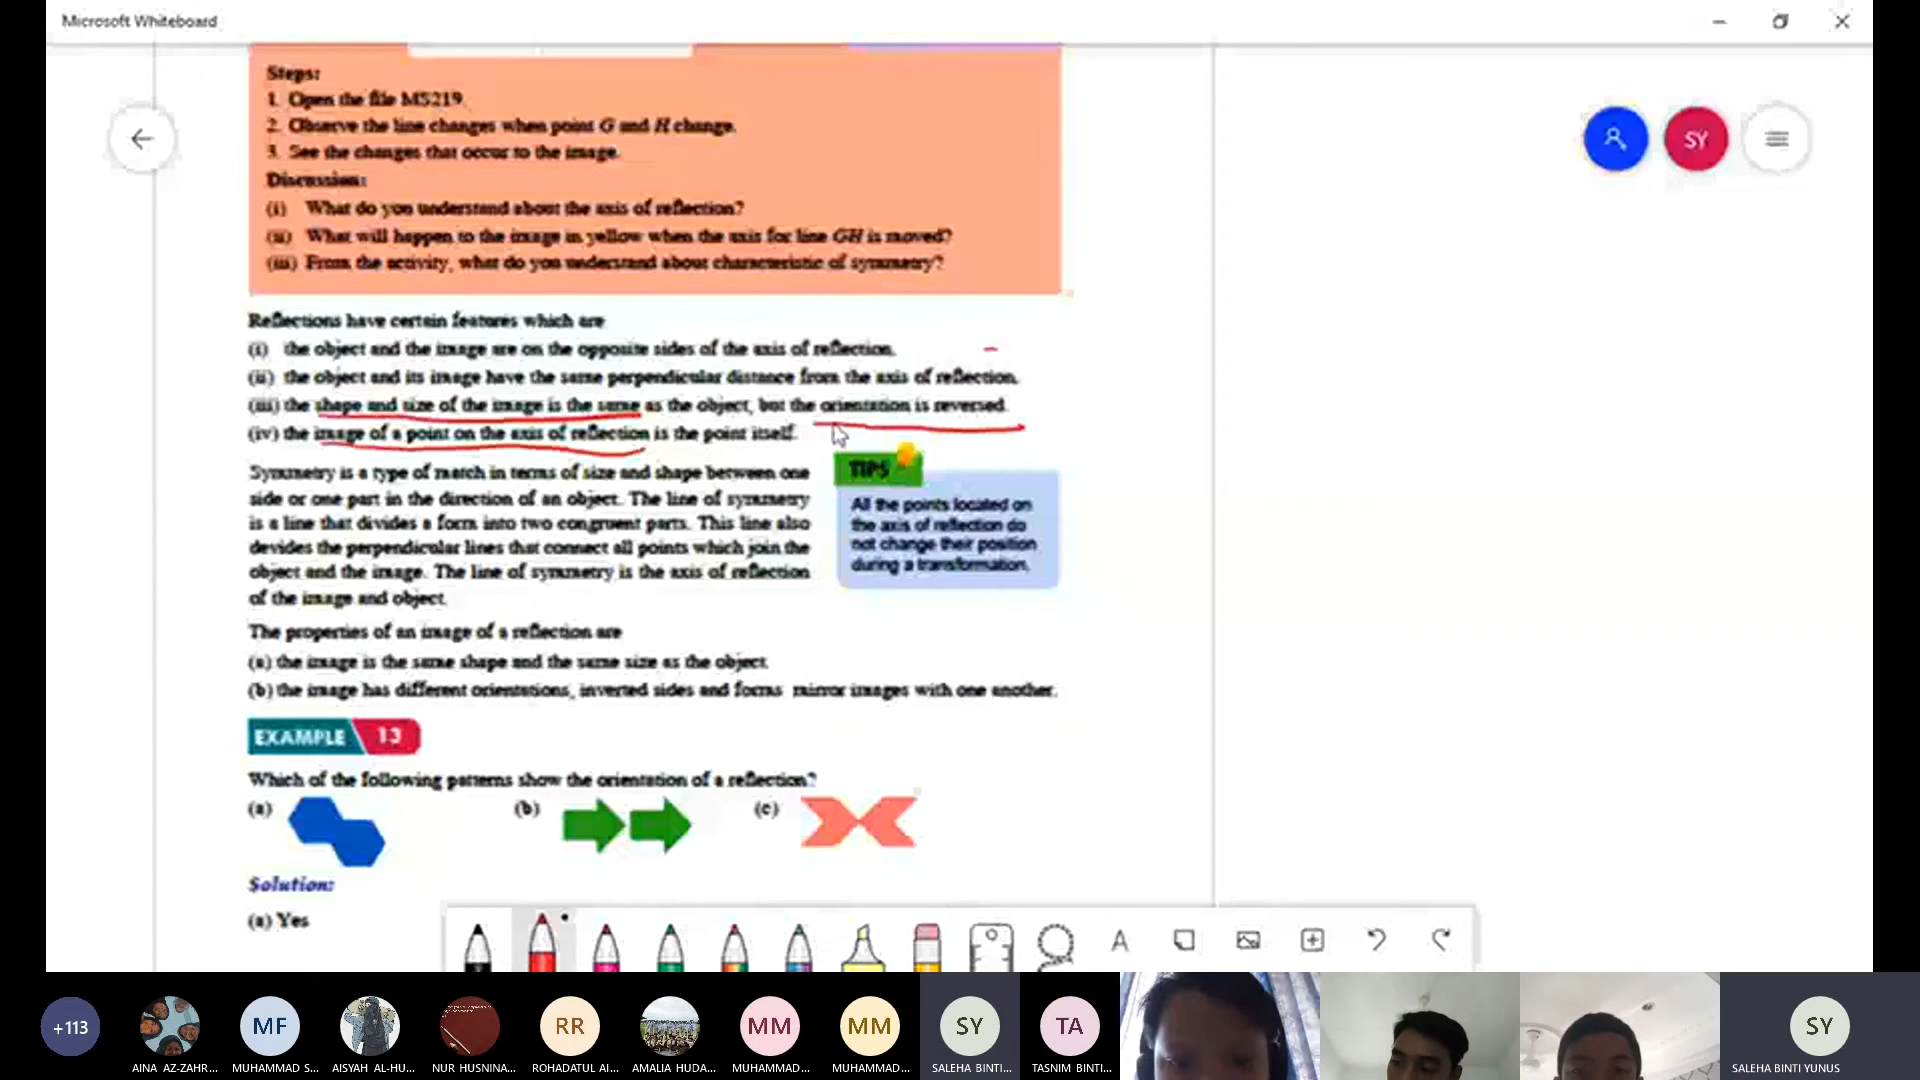 Microsoft Whiteboard
Steps:
1. Open the file MS219.
2. Observe the line changes when point G and H change.
3. See the changes that occur to the image.
Discussion:
(i) What do you understand about the axis of reflection?
(ii) What will happen to the image in yellow when the axis for line GH is moved?
(iii) From the activity, what do you understand about characteristic of symmetry?
SY
Reflections have certain features which are
(i) the object and the image are on the opposite sides of the axis of reflection.
(ii) the object and its image have the same perpendicular distance from the axis of reflection.
(iii) the shape and size of the image is the same as the object, but the orientation is reversed.
(iv) the image of a point on the axis of reflection is the point itself.
Symmetry is a type of match in terms of size and shape between one
side or one part in the direction of an object. The line of symmetry
is a line that divides a form into two congruent parts. This line also
devides the perpendicular lines that connect all points which join the
object and the image. The line of symmetry is the axis of reflection
of the image and object.
TIPS
All the points located on
the axis of reflection do
not change their position
during a transformation.
The properties of an image of a reflection are
(a) the image is the same shape and the same size as the object.
(b) the image has different orientations, inverted sides and forms mirror images with one another.
EXAMPLE 13
Which of the following patterns show the orientation of a reflection?
(a) (b) (c)
Solution:
(a) Yes
A
+113 MF RR MM MM SY TA SY
AINA AZ-ZAHR... MUHAMMAD S... AISYAH AL-HU... NUR HUSNINA... ROHADATUL AI... AMALIA HUDA... MUHAMMAD... MUHAMMAD... SALEHA BINTI... TASNIM BINTI... SALEHA BINTI YUNUS